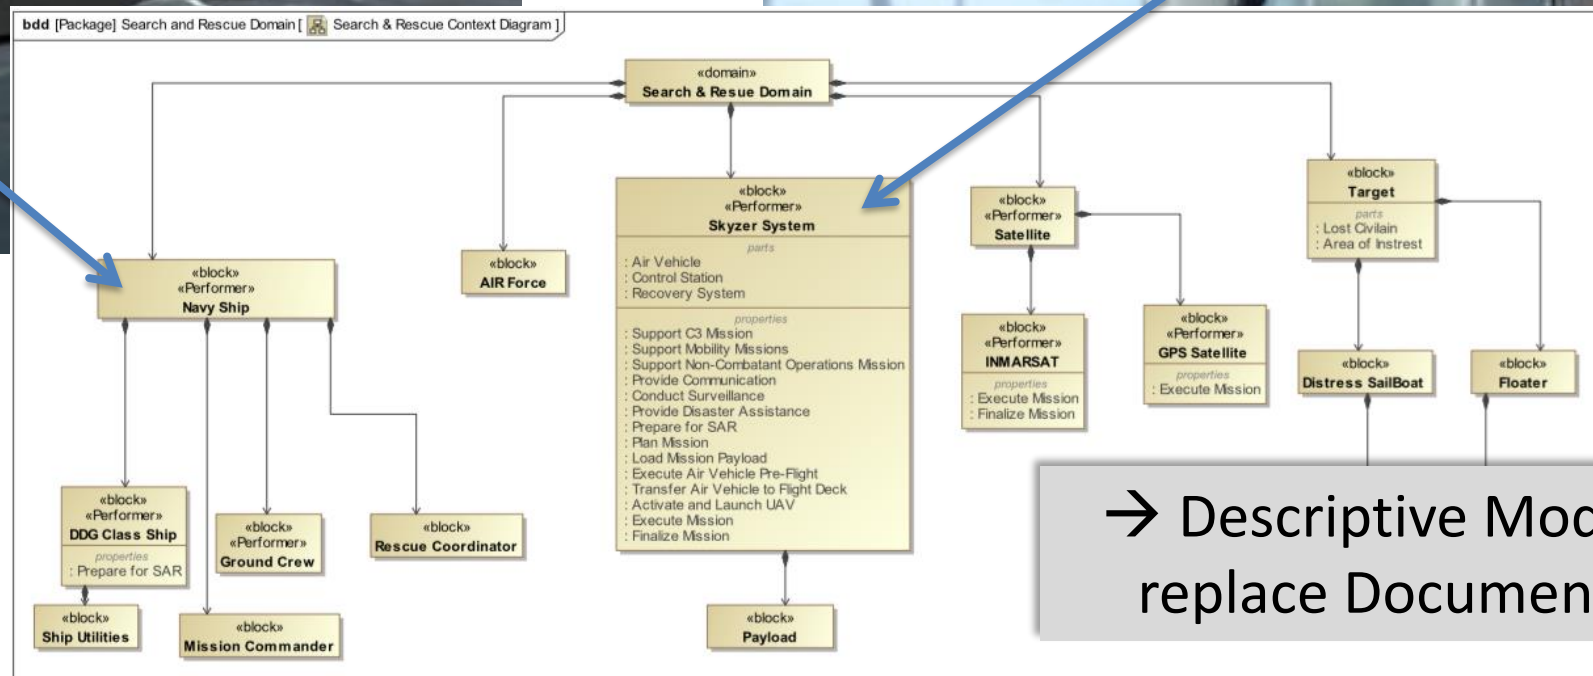 bdd [Package] Search and Rescue Domain [ Search & Rescue Context Diagram ]
«domain»
Search & Resue Domain
«block»
«Performer»
Navy Ship
«block»
AIR Force
«block»
«Performer»
Skyzer System
parts
: Air Vehicle
: Control Station
: Recovery System
properties
: Support C3 Mission
: Support Mobility Missions
: Support Non-Combatant Operations Mission
: Provide Communication
: Conduct Surveillance
: Provide Disaster Assistance
: Prepare for SAR
: Plan Mission
: Load Mission Payload
: Execute Air Vehicle Pre-Flight
: Transfer Air Vehicle to Flight Deck
: Activate and Launch UAV
: Execute Mission
: Finalize Mission
«block»
«Performer»
Satellite
«block»
Target
parts
: Lost Civilain
: Area of Instrest
«block»
«Performer»
INMARSAT
properties
: Execute Mission
: Finalize Mission
«block»
«Performer»
GPS Satellite
properties
: Execute Mission
«block»
Distress SailBoat
«block»
Floater
«block»
«Performer»
DDG Class Ship
properties
: Prepare for SAR
«block»
«Performer»
Ground Crew
«block»
Rescue Coordinator
«block»
Ship Utilities
«block»
Mission Commander
«block»
Payload
→ Descriptive Mod
replace Documen